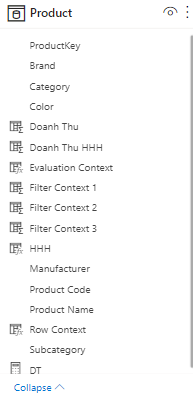 Product
ProductKey
Brand
Category
Color
Doanh Thu
Doanh Thu HHH
Evaluation Context
Filter Context 1
Filter Context 2
Filter Context 3
HHH
Manufacturer
Product Code
Product Name
Row Context
Subcategory
DT
Collapse